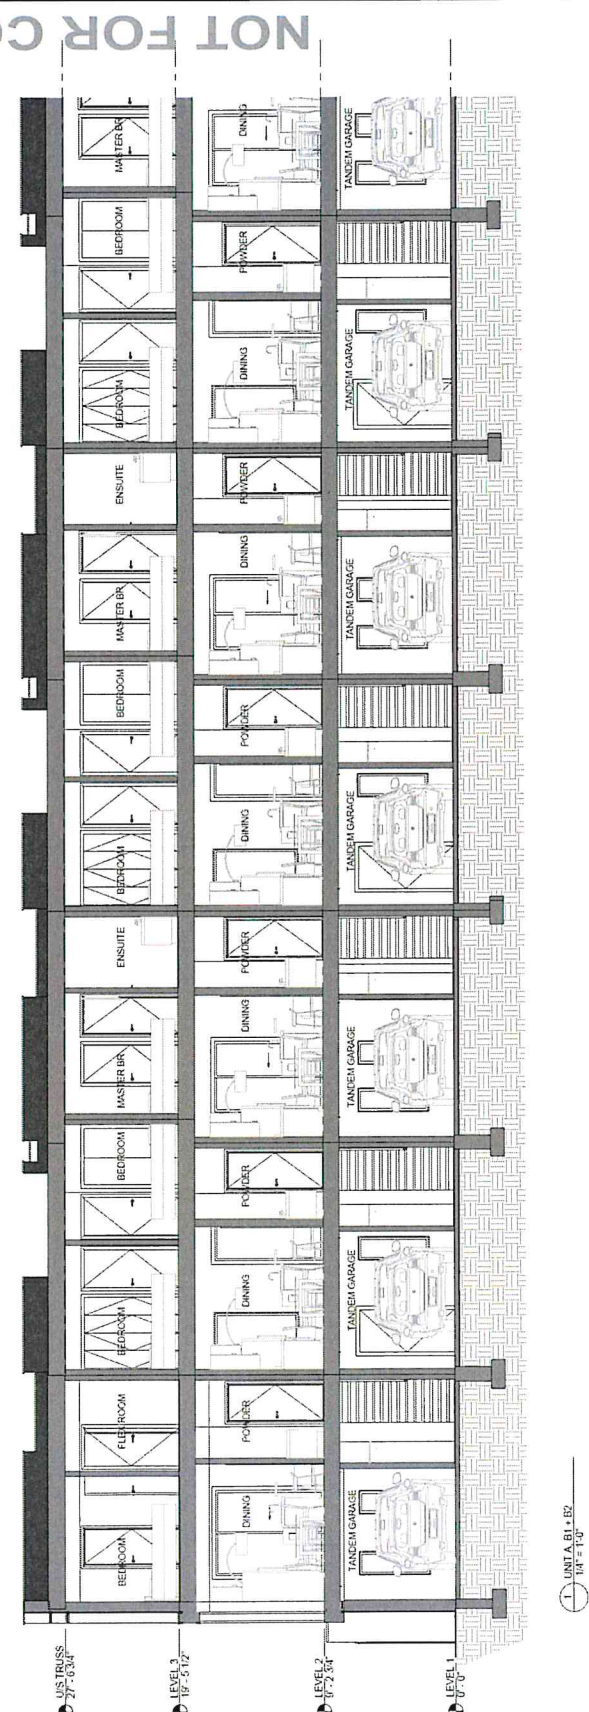 NOT FOR CO
U/S TRUSS
27' - 6 3/4"
BEDROOM FLEX ROOM BEDROOM BEDROOM MASTER BR ENSUITE BEDROOM BEDROOM MASTER BR ENSUITE BEDROOM BEDROOM MASTER BR
LEVEL 3
19' - 5 1/2"
DINING POWDER DINING POWDER DINING POWDER DINING POWDER DINING POWDER DINING POWDER DINING
LEVEL 2
9' - 2 3/4"
TANDEM GARAGE TANDEM GARAGE TANDEM GARAGE TANDEM GARAGE TANDEM GARAGE TANDEM GARAGE TANDEM GARAGE
LEVEL 1
0' - 0"
1 UNIT A, B1 + B2
1/4" = 1'-0"